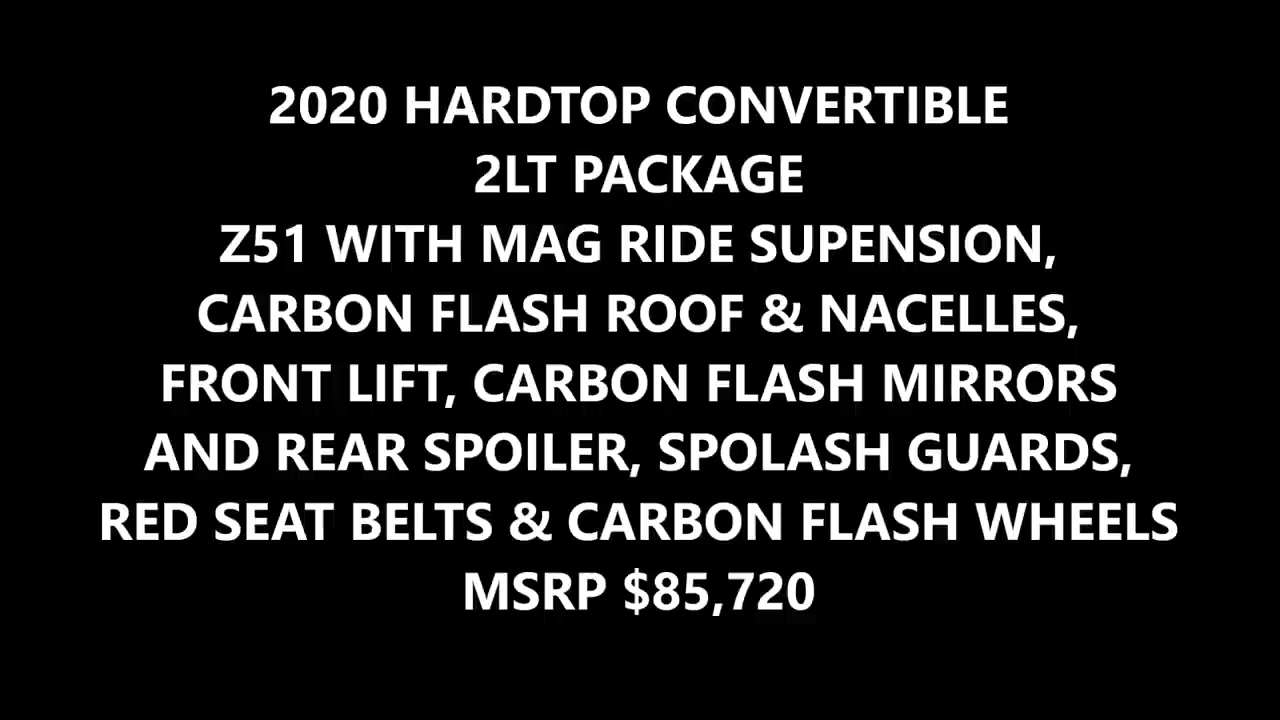 2020 HARDTOP CONVERTIBLE
2LT PACKAGE
Z51 WITH MAG RIDE SUPENSION,
CARBON FLASH ROOF & NACELLES,
FRONT LIFT, CARBON FLASH MIRRORS
AND REAR SPOILER, SPOLASH GUARDS,
RED SEAT BELTS & CARBON FLASH WHEELS
MSRP $85,720